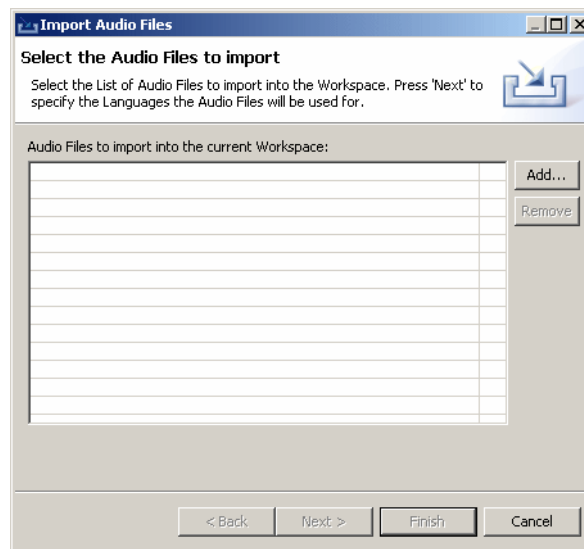 Import Audio Files
Select the Audio Files to import
Select the List of Audio Files to import into the Workspace. Press 'Next' to
specify the Languages the Audio Files will be used for.
Audio Files to import into the current Workspace:
Add...
Remove
< Back
Next >
Finish
Cancel